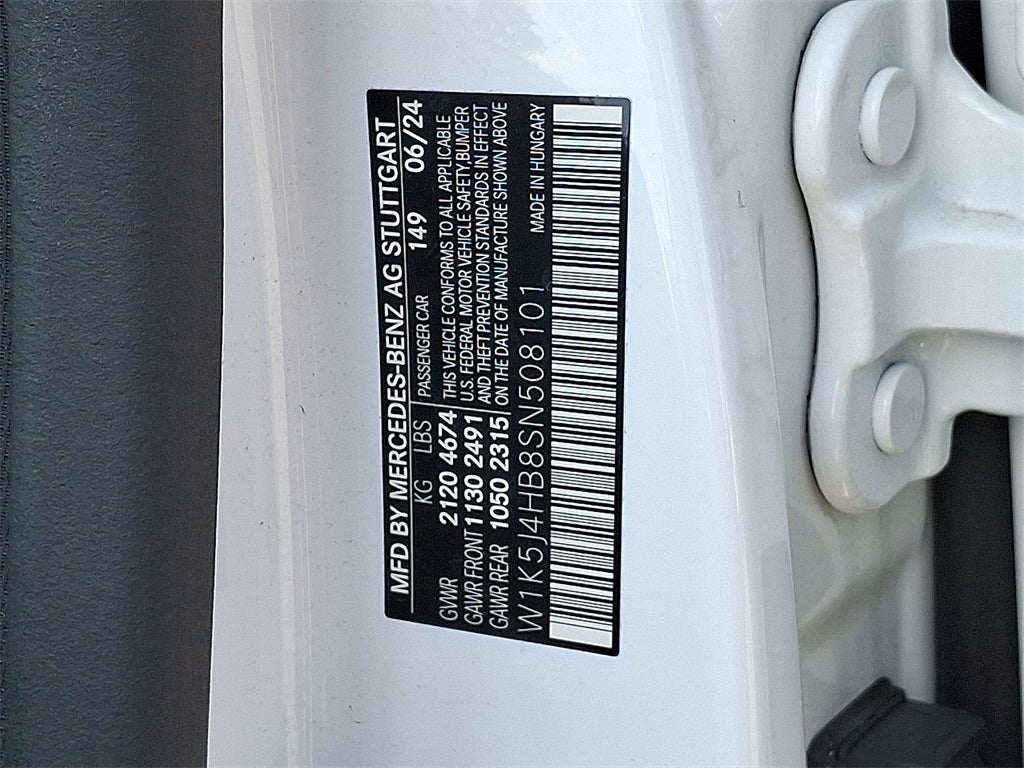 MFD BY MERCEDES-BENZ AG STUTTGART
KG LBS PASSENGER CAR 149 06/24
GVWR 2120 4674 THIS VEHICLE CONFORMS TO ALL APPLICABLE
GAWR FRONT 1130 2491 U.S. FEDERAL MOTOR VEHICLE SAFETY,BUMPER
GAWR REAR 1050 2315 AND THEFT PREVENTION STANDARDS IN EFFECT
ON THE DATE OF MANUFACTURE SHOWN ABOVE
W1K5J4HB8SN508101 MADE IN HUNGARY